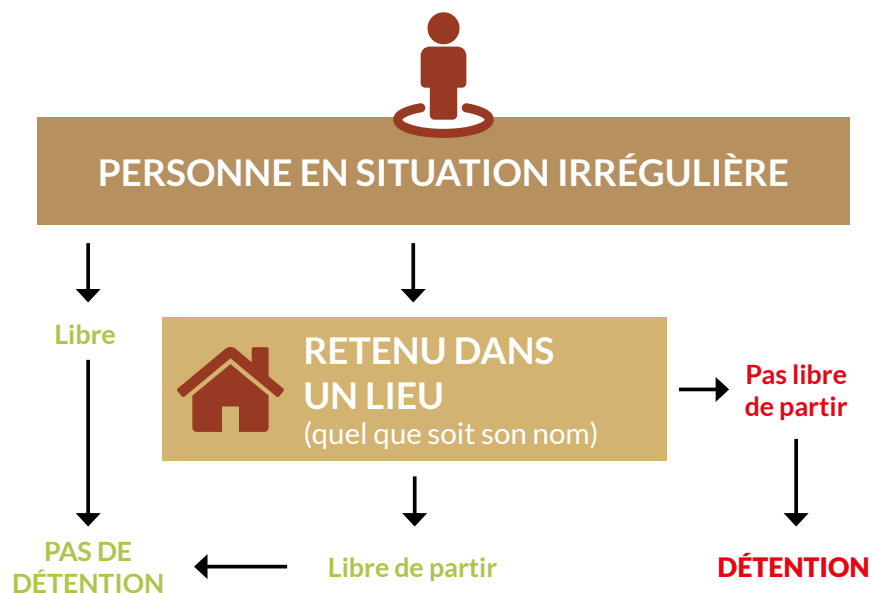 PERSONNE EN SITUATION IRRÉGULIÈRE
Libre
RETENU DANS
UN LIEU
(quel que soit son nom)
Pas libre
de partir
PAS DE
DÉTENTION
Libre de partir
DÉTENTION